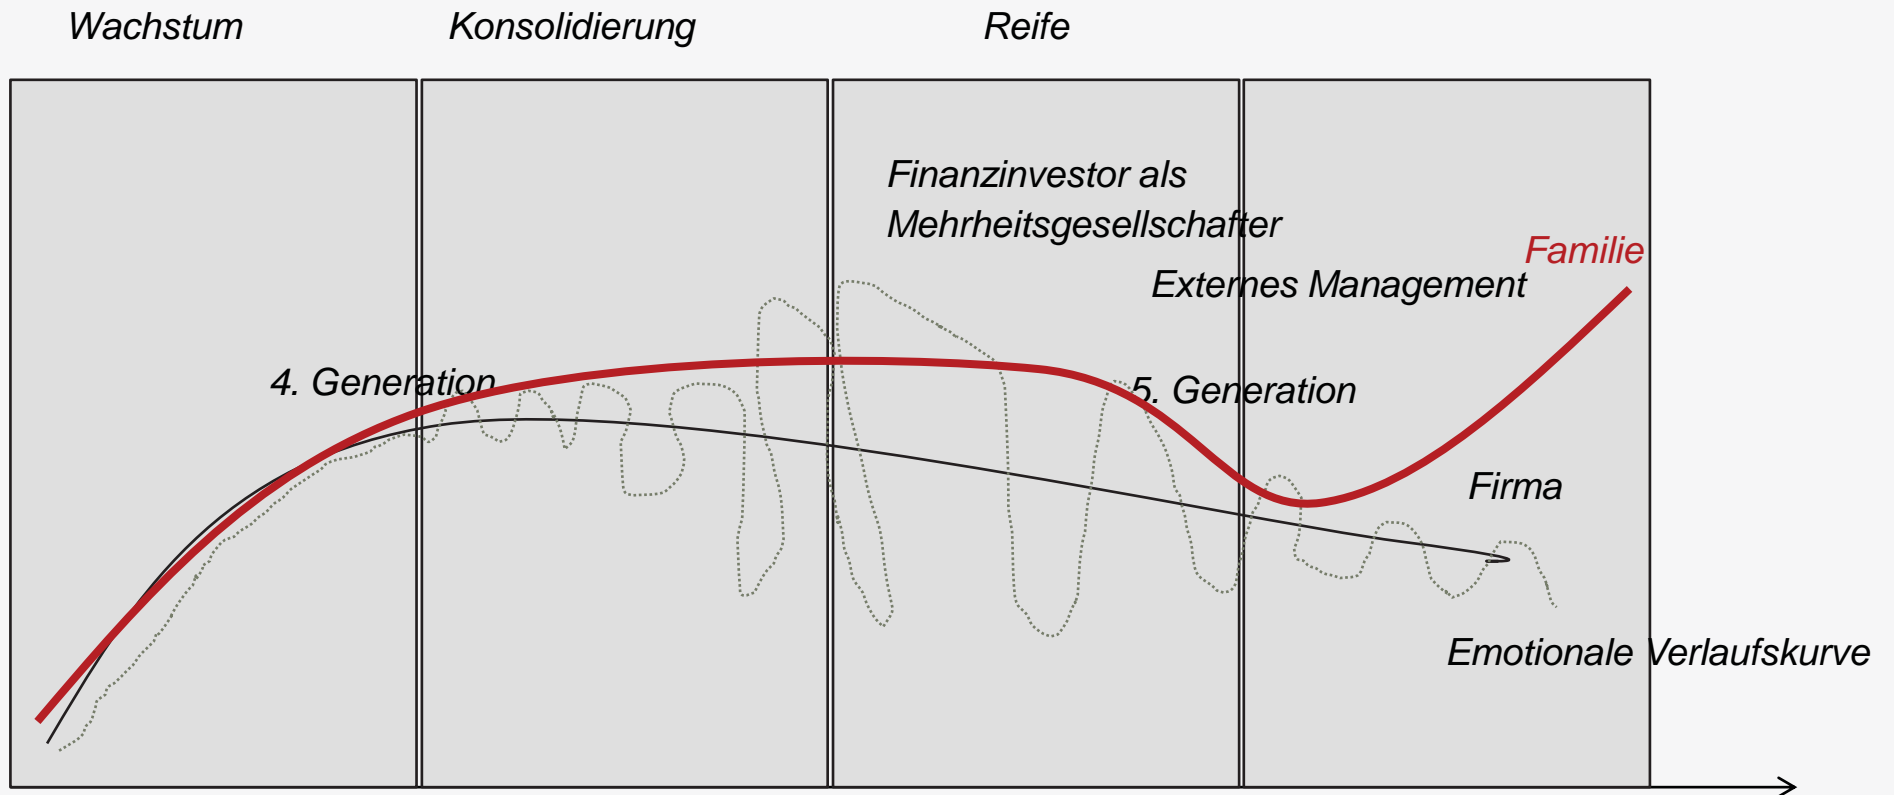 Wachstum
Konsolidierung
Reife
Finanzinvestor als
Mehrheitsgesellschafter
Familie
Externes Management
4. Generation
5. Generation
Firma
Emotionale Verlaufskurve